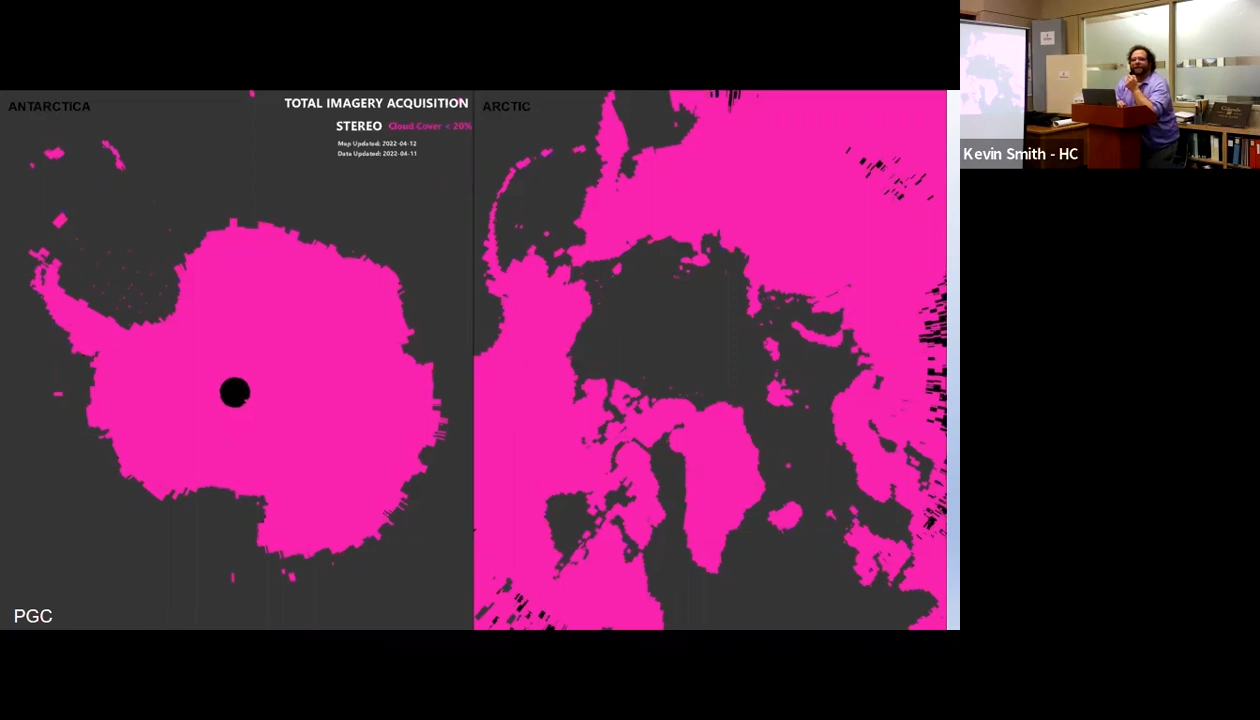 ANTARCTICA
TOTAL IMAGERY ACQUISITION
STEREO Cloud Cover < 20%
Map Updated: 2022-04-12
Data Updated: 2022-04-11
ARCTIC
PGC
Kevin Smith - HC